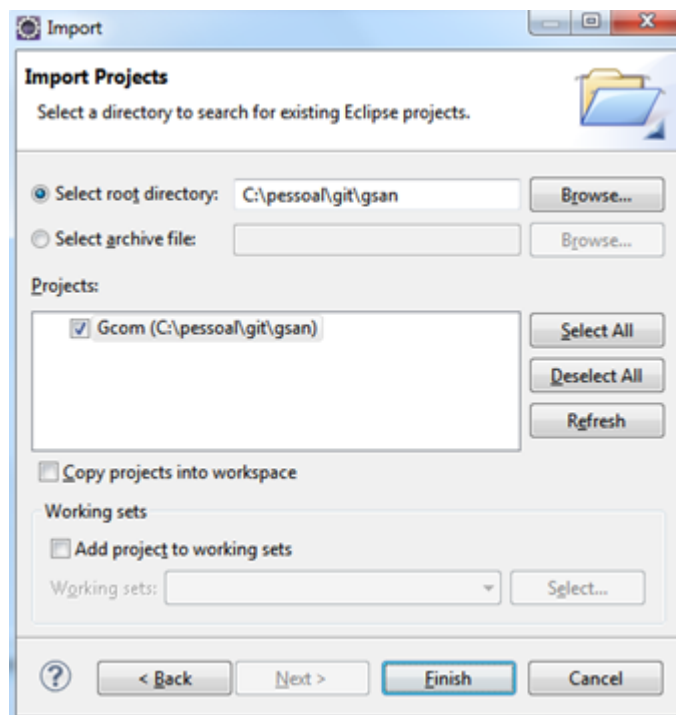 Import
Import Projects
Select a directory to search for existing Eclipse projects.
Select root directory: C:\pessoal\git\gsan Browse...
Select archive file: Browse...
Projects:
Gcom (C:\pessoal\git\gsan)
Select All
Deselect All
Refresh
Copy projects into workspace
Working sets
Add project to working sets
Working sets: Select...
? < Back Next > Finish Cancel